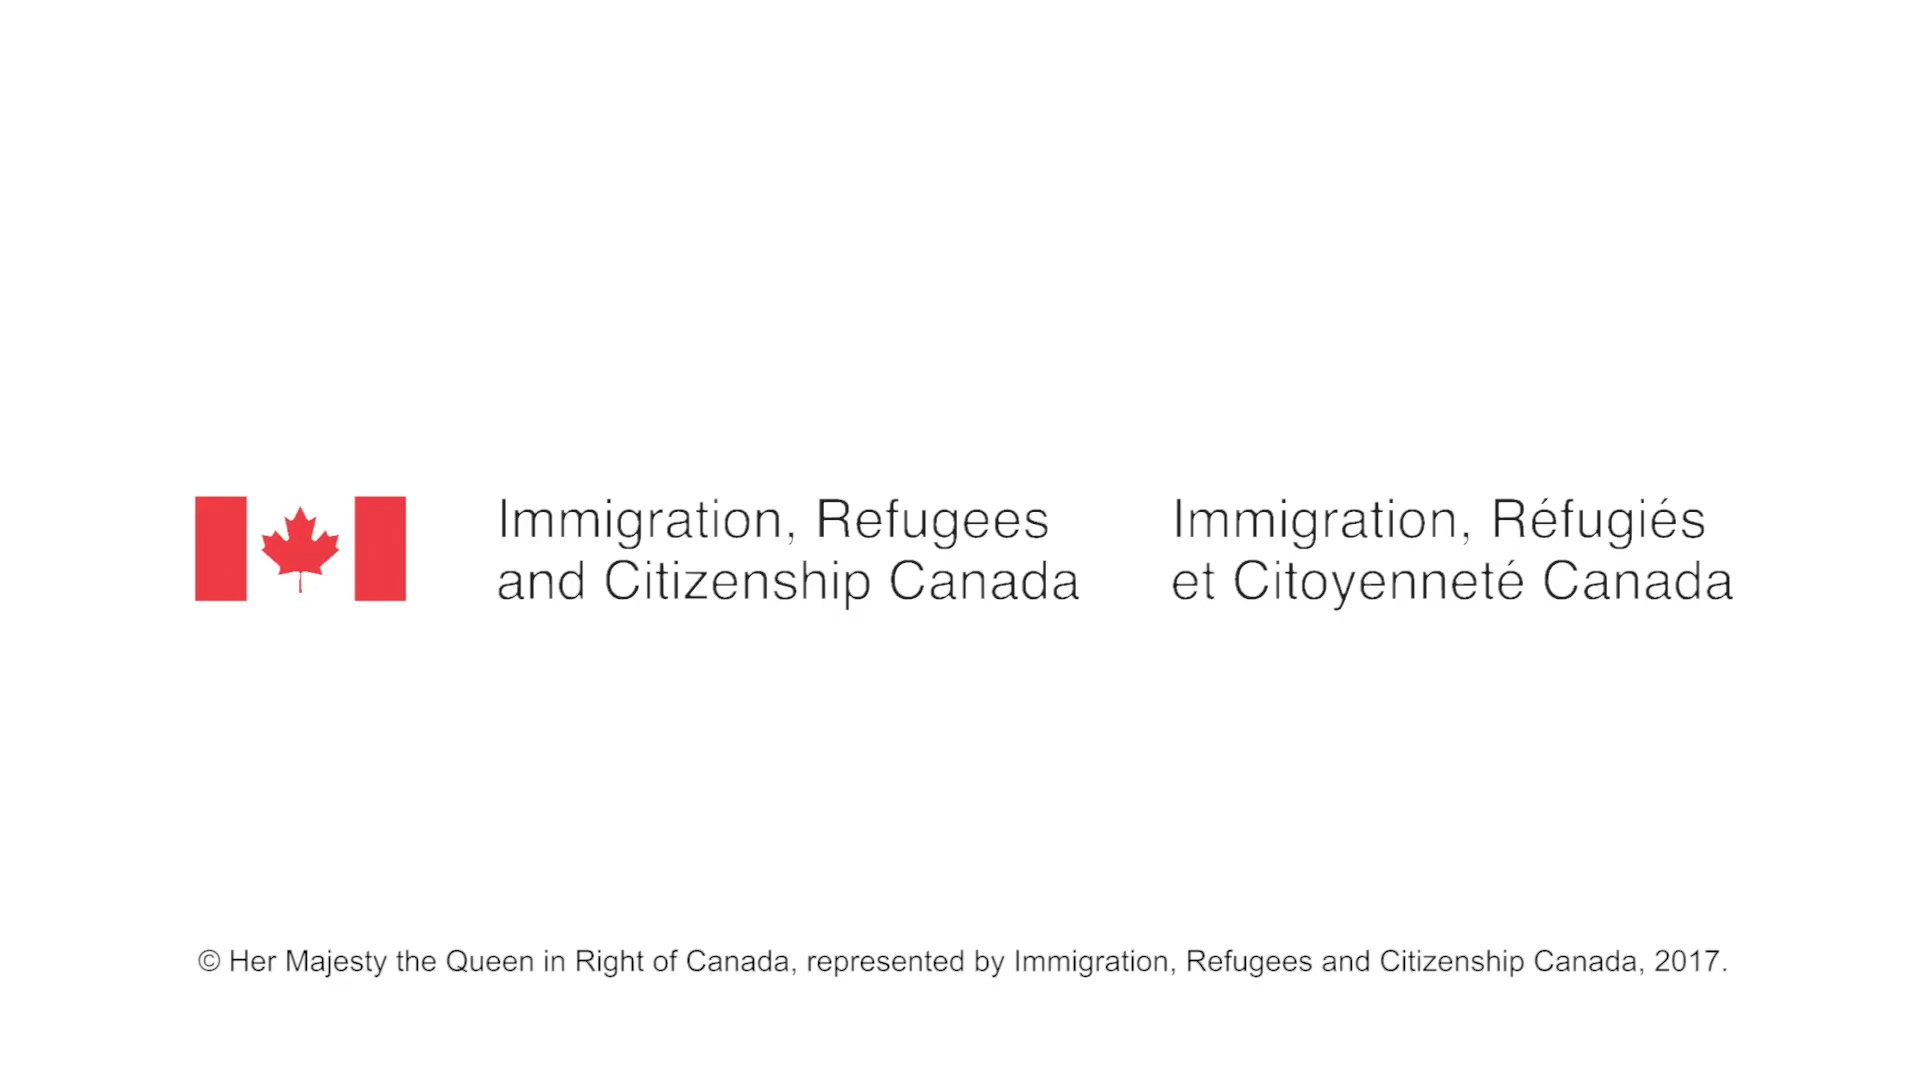 Immigration, Refugees
and Citizenship Canada
Immigration, Réfugiés
et Citoyenneté Canada
© Her Majesty the Queen in Right of Canada, represented by Immigration, Refugees and Citizenship Canada, 2017.